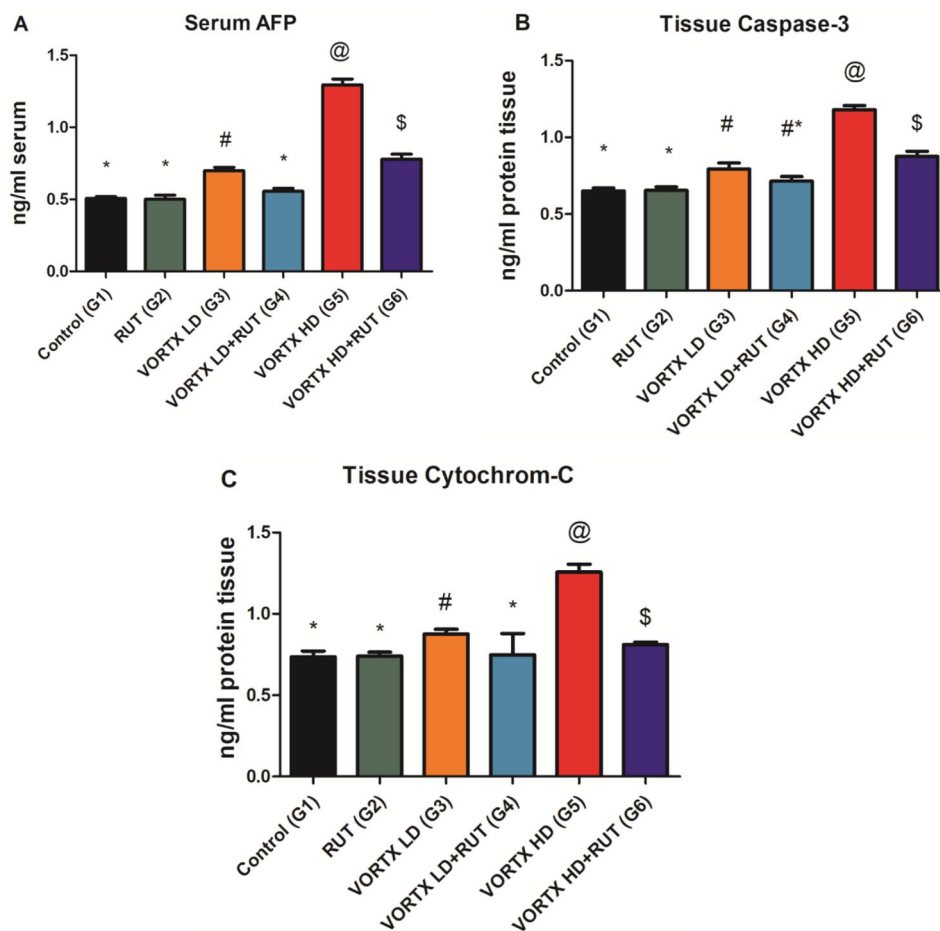 A
Serum AFP
ng/ml serum
1.5
1.0
0.5
0.0
*
*
#
*
@
$
Control (G1)
RUT (G2)
VORTX LD (G3)
VORTX LD+RUT (G4)
VORTX HD (G5)
VORTX HD+RUT (G6)
B
Tissue Caspase-3
ng/ml protein tissue
1.5
1.0
0.5
0.0
*
*
#
#*
@
$
Control (G1)
RUT (G2)
VORTX LD (G3)
VORTX LD+RUT (G4)
VORTX HD (G5)
VORTX HD+RUT (G6)
C
Tissue Cytochrom-C
ng/ml protein tissue
1.5
1.0
0.5
0.0
*
*
#
*
@
$
Control (G1)
RUT (G2)
VORTX LD (G3)
VORTX LD+RUT (G4)
VORTX HD (G5)
VORTX HD+RUT (G6)